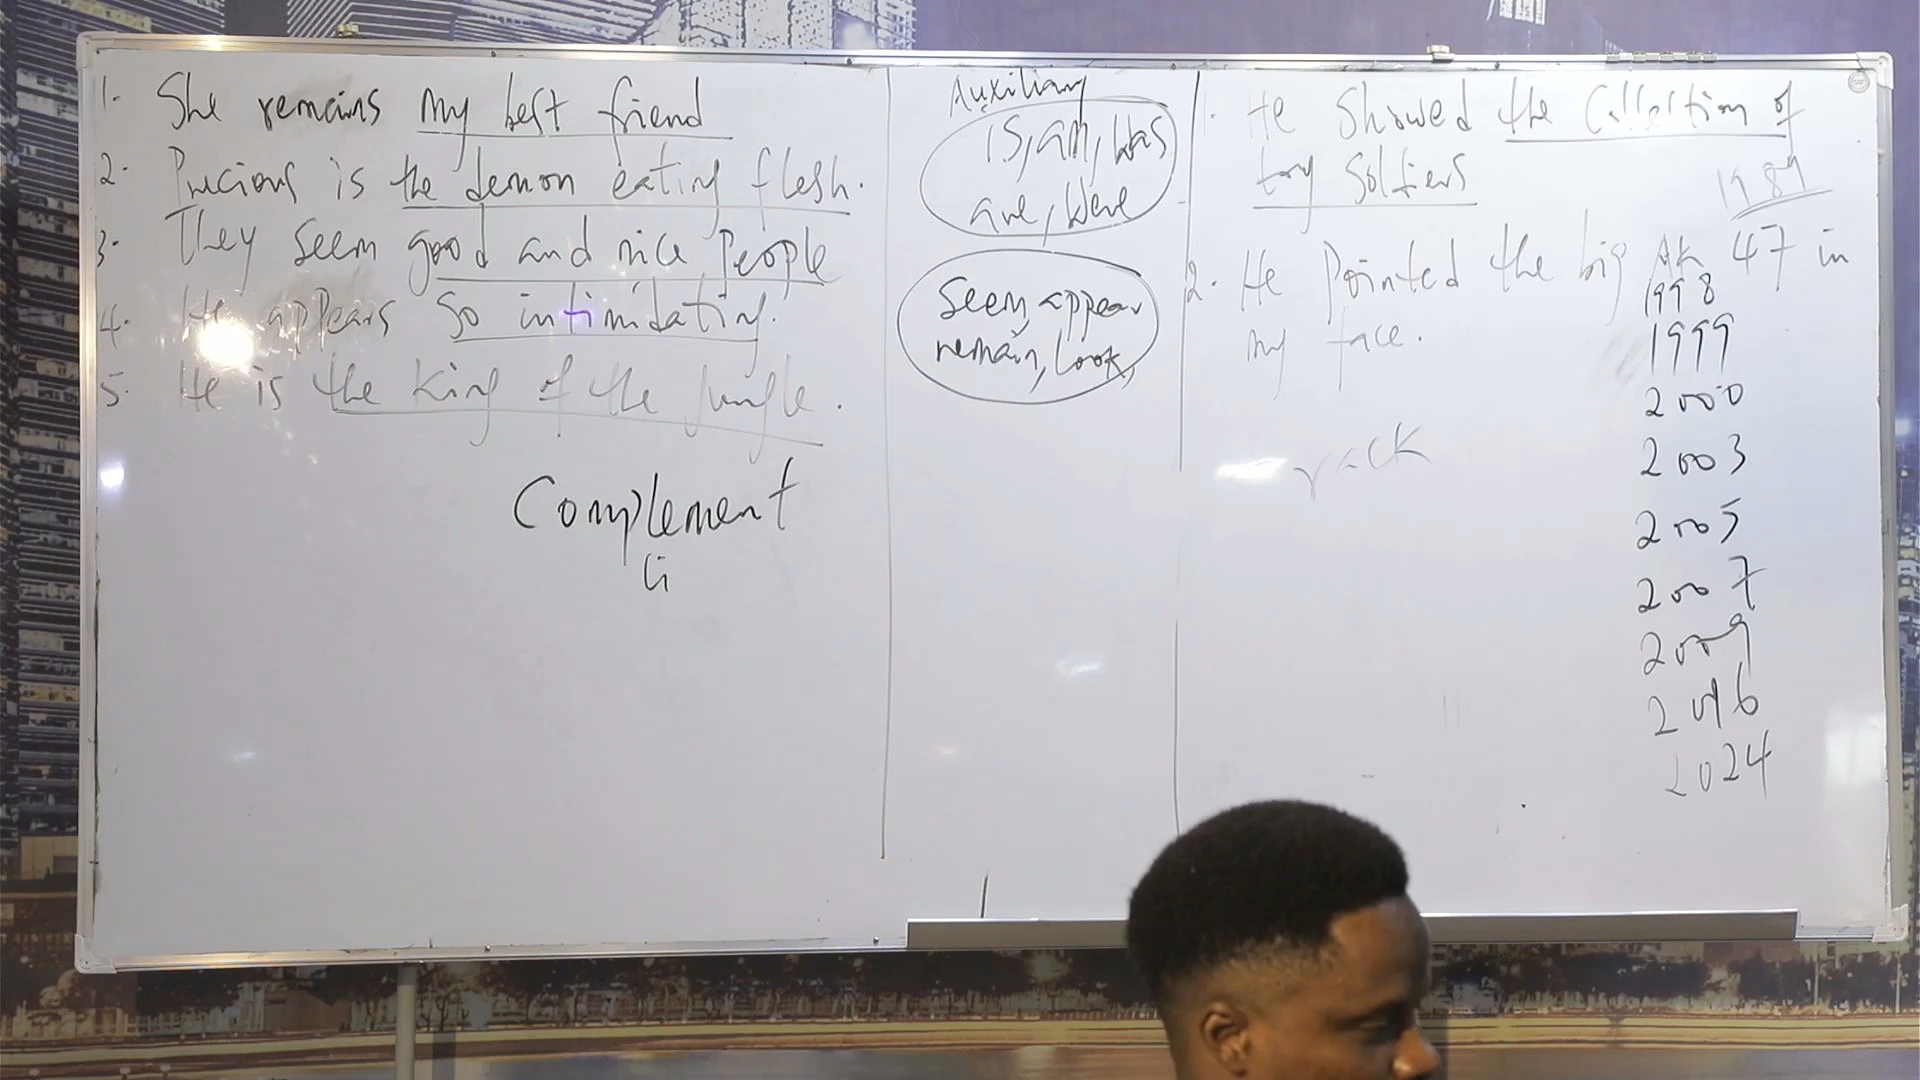 1. She remains my best friend
2. Precious is the demon eating flesh.
3. They seem good and nice people
4. He appears so intimidating.
5. He is the king of the jungle.
Complement
Auxiliary
is, am, was
are, were
Seem, appear
remain, look,
1. He showed the collection of
toy soldiers
2. He pointed the big AK 47 in
my face.
rack
1989
1998
1999
2000
2003
2005
2007
2009
2016
2024